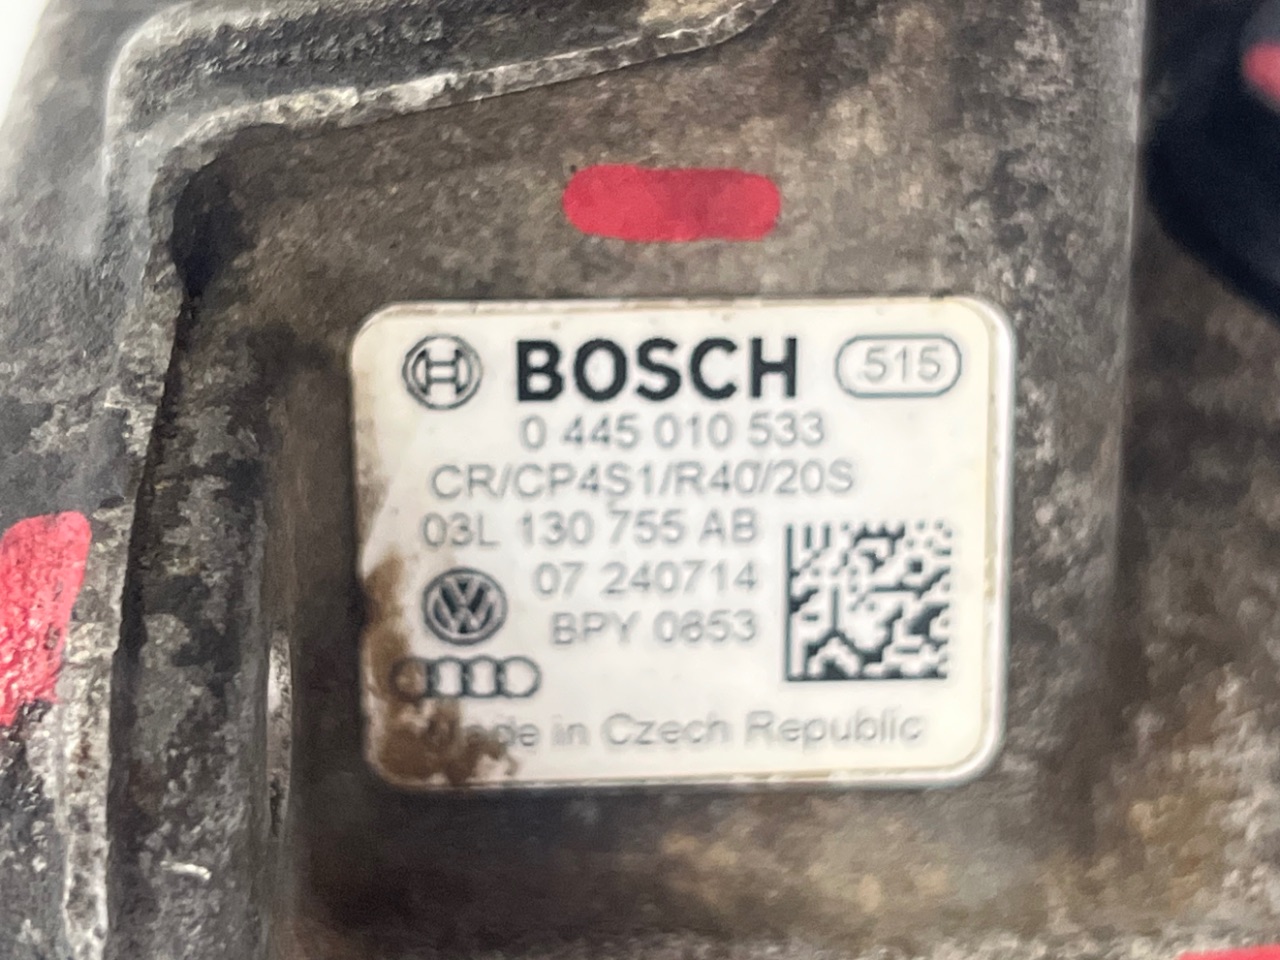 BOSCH 515
0 445 010 533
CR/CP4S1/R40/20S
03L 130 755 AB
07 240714
BPY 0853
Made in Czech Republic